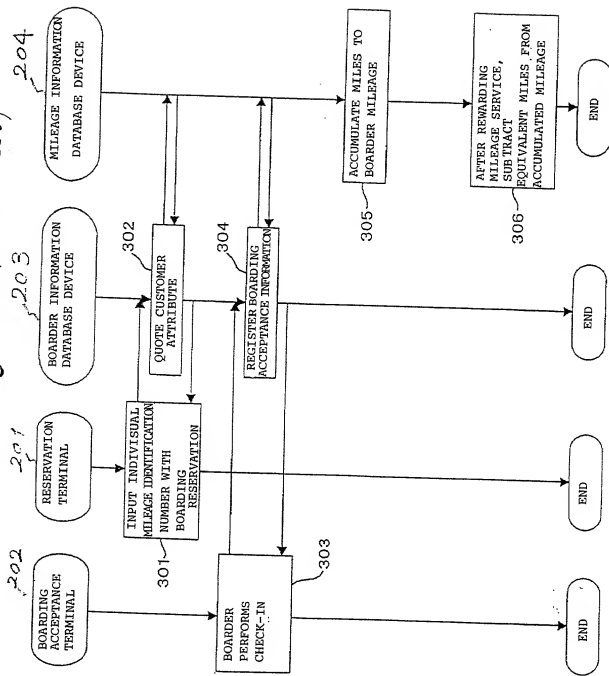 202
BOARDING
ACCEPTANCE
TERMINAL
201
RESERVATION
TERMINAL
203
BOARDER INFORMATION
DATABASE DEVICE
204
MILEAGE INFORMATION
DATABASE DEVICE
INPUT INDIVISUAL
MILEAGE IDENTIFICATION
NUMBER WITH
BOARDING
RESERVATION
301
QUOTE CUSTOMER
ATTRIBUTE
302
BOARDER
PERFORMS
CHECK-IN
303
REGISTER BOARDING
ACCEPTANCE INFORMATION
304
ACCUMULATE MILES TO
BOARDER MILEAGE
305
AFTER REWARDING
MILEAGE SERVICE,
SUBTRACT
EQUIVALENT MILES FROM
ACCUMULATED MILEAGE
306
END
END
END
END